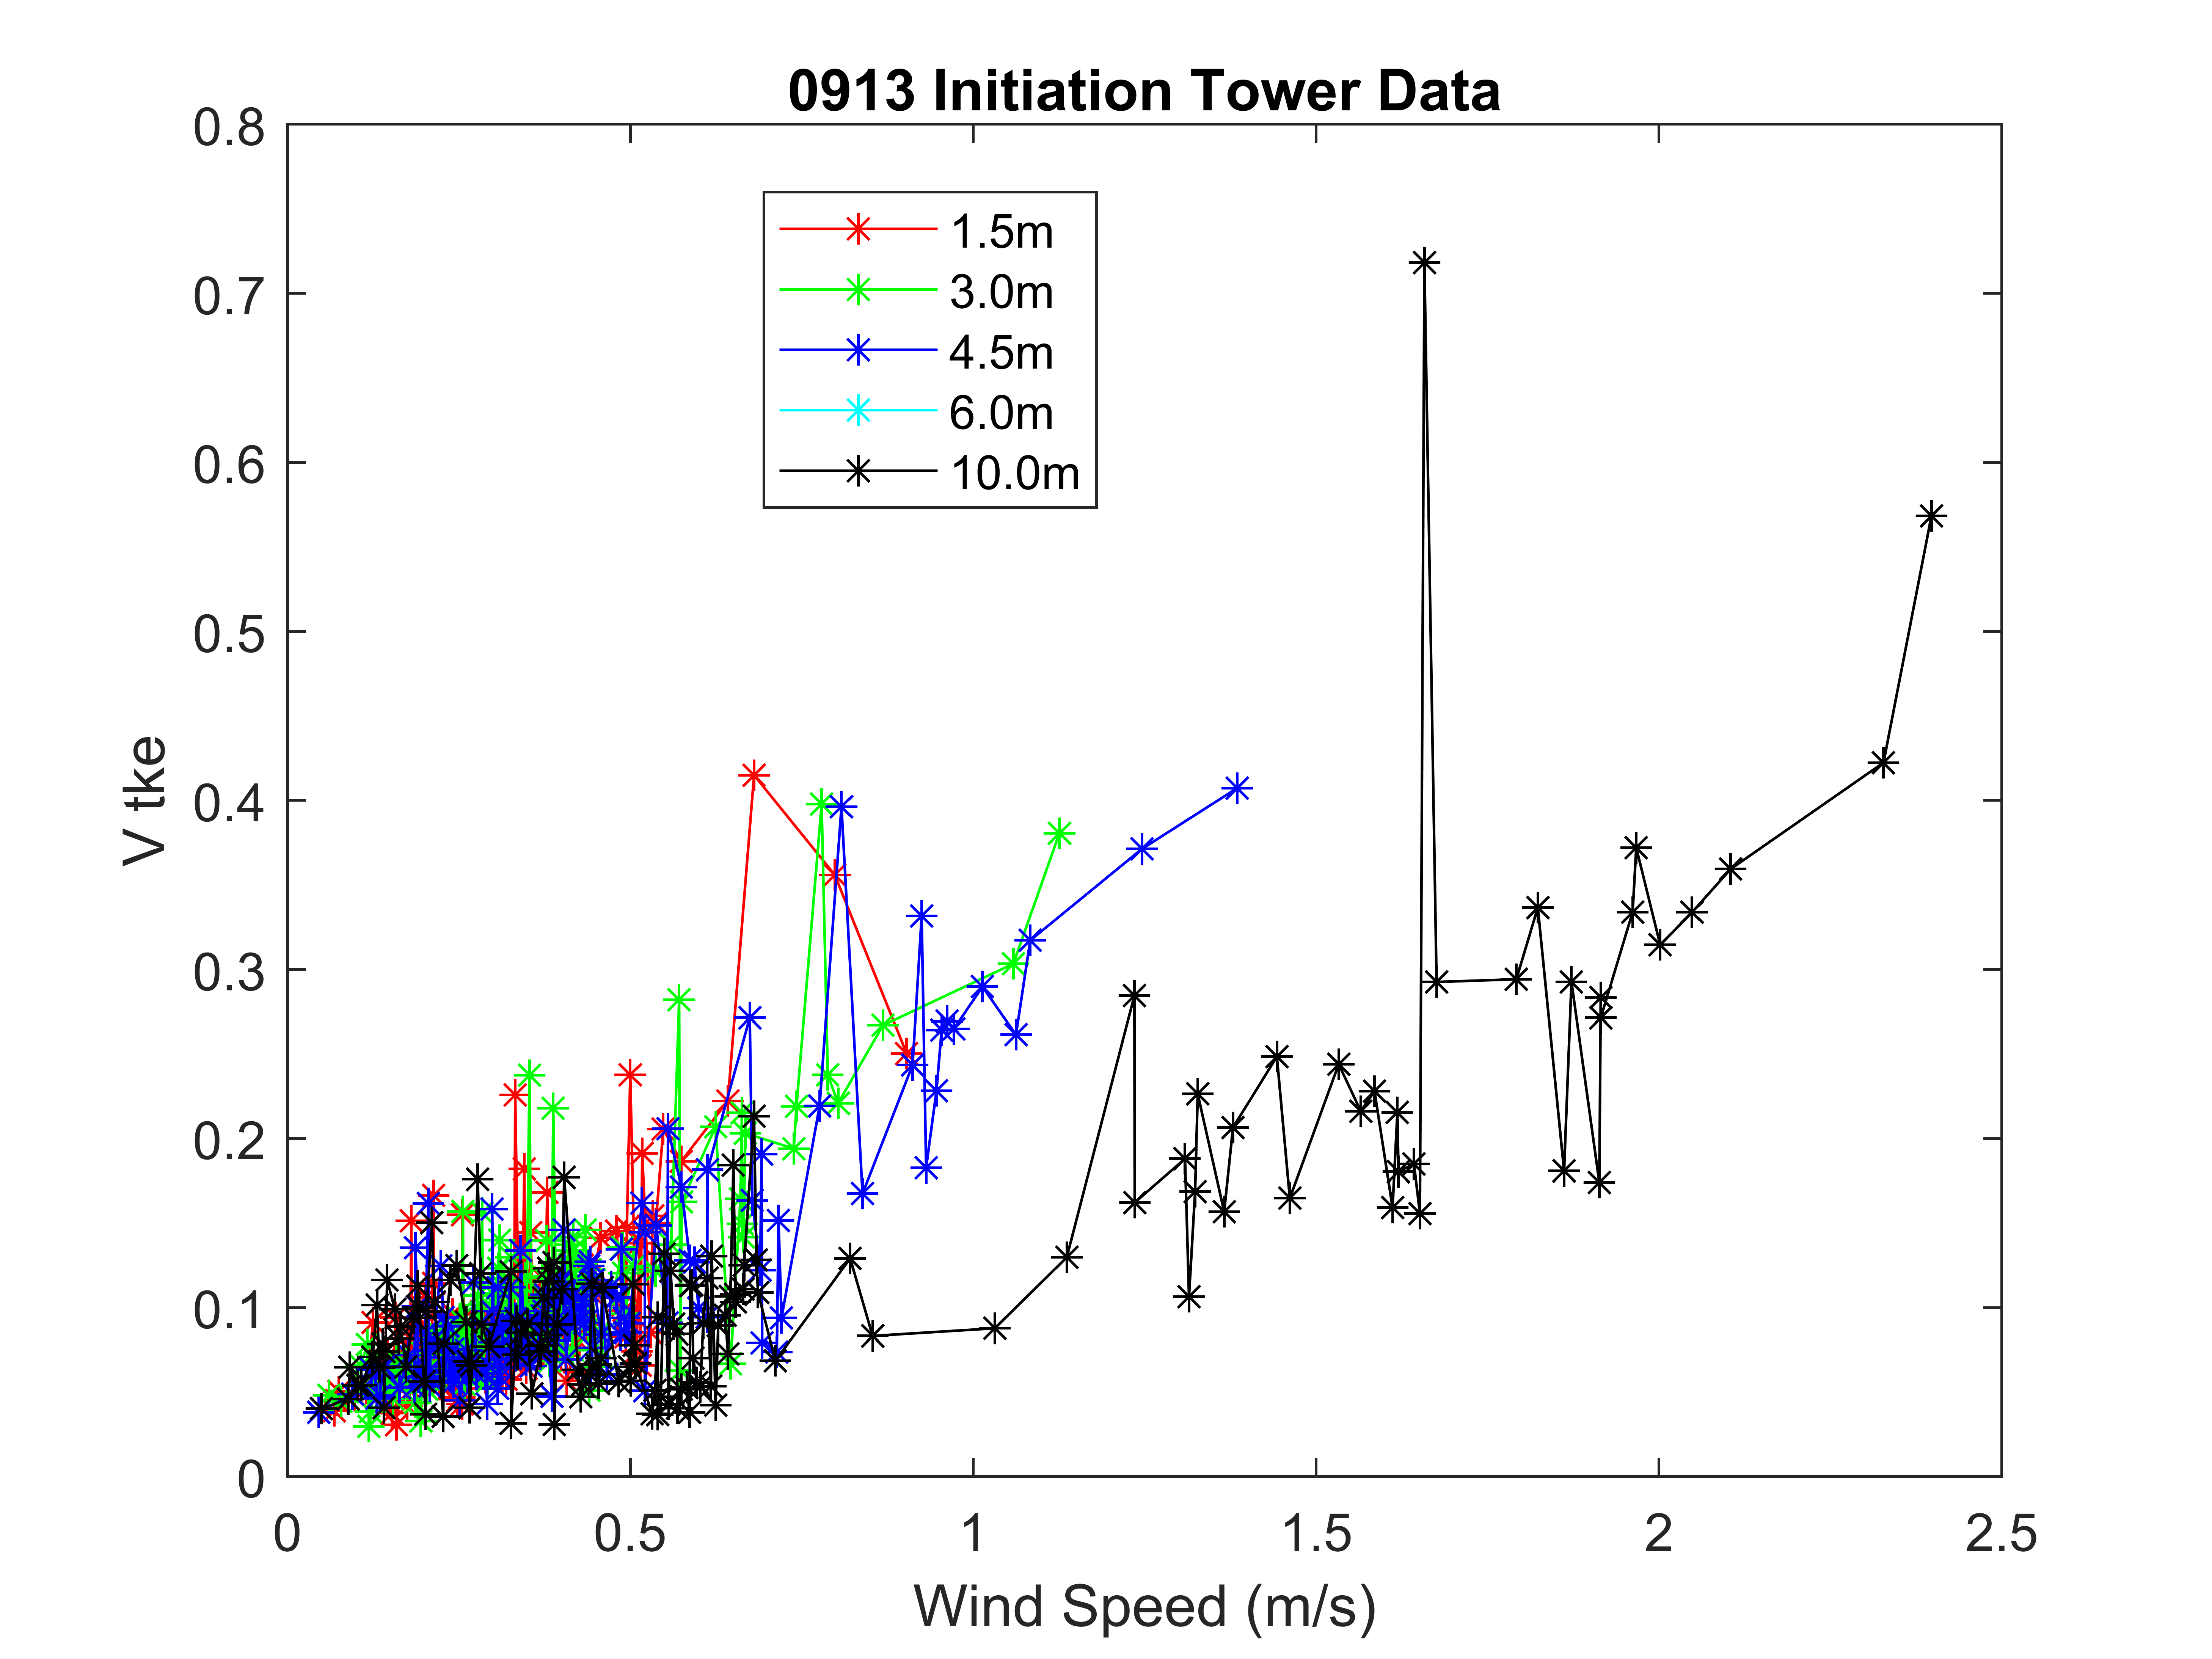 0913 Initiation Tower Data
0.8
0.7
0.6
0.5
0.4
0.3
0.2
0.1
0
V tke
1.5m
3.0m
4.5m
6.0m
10.0m
0 0.5 1 1.5 2 2.5
Wind Speed (m/s)